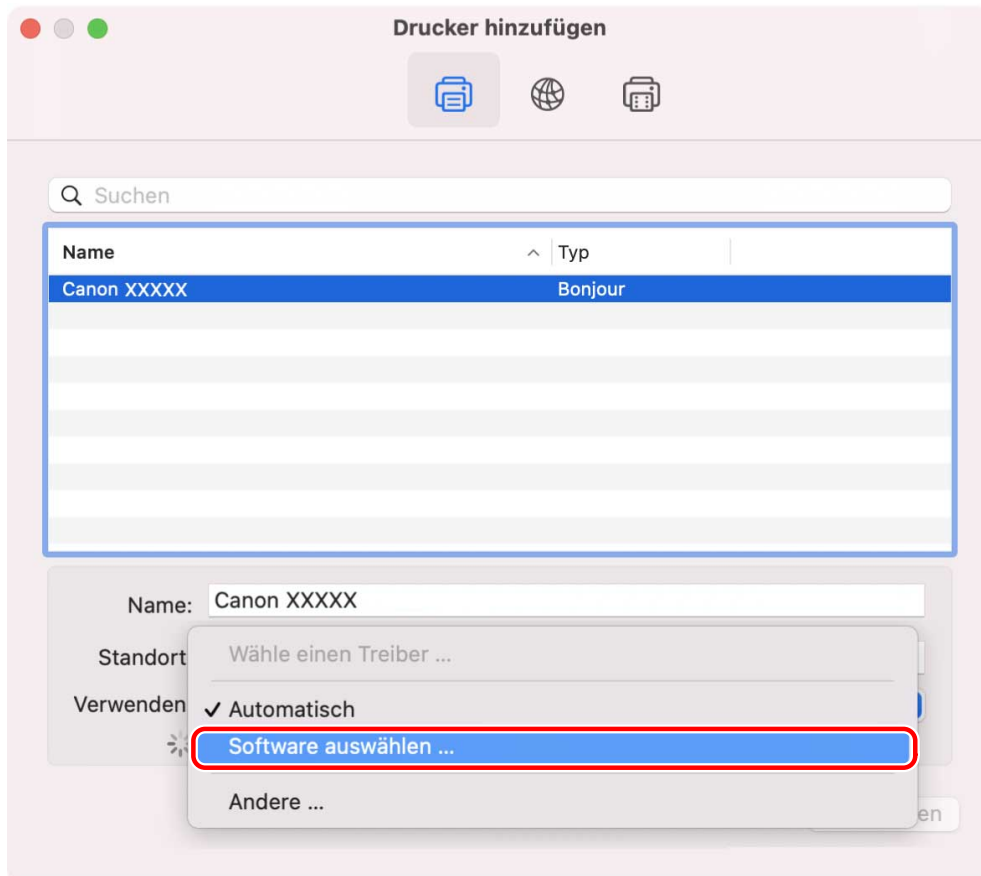 Drucker hinzufügen
Suchen
Name Typ
Canon XXXXX Bonjour
Name: Canon XXXXX
Standort Wähle einen Treiber ...
Verwenden ✓ Automatisch
Software auswählen ...
Andere ...
en